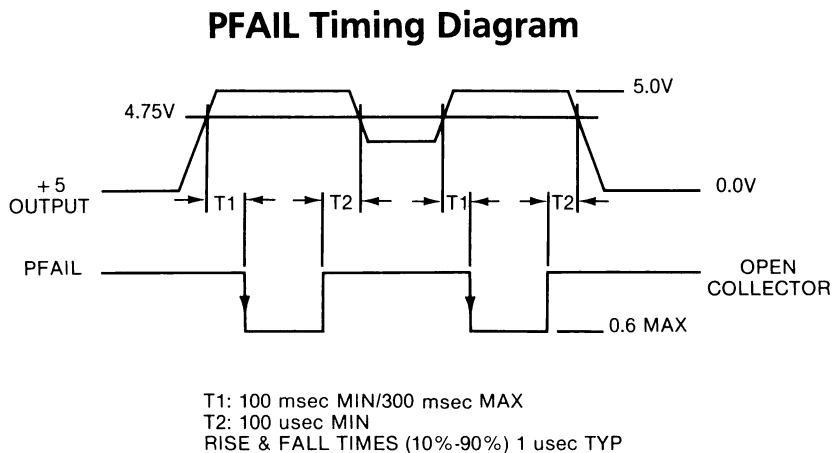 PFAIL Timing Diagram
5.0V
4.75V
+5
OUTPUT
T1
T2
T1
T2
0.0V
PFAIL
OPEN
COLLECTOR
0.6 MAX
T1: 100 msec MIN/300 msec MAX
T2: 100 usec MIN
RISE & FALL TIMES (10%-90%) 1 usec TYP